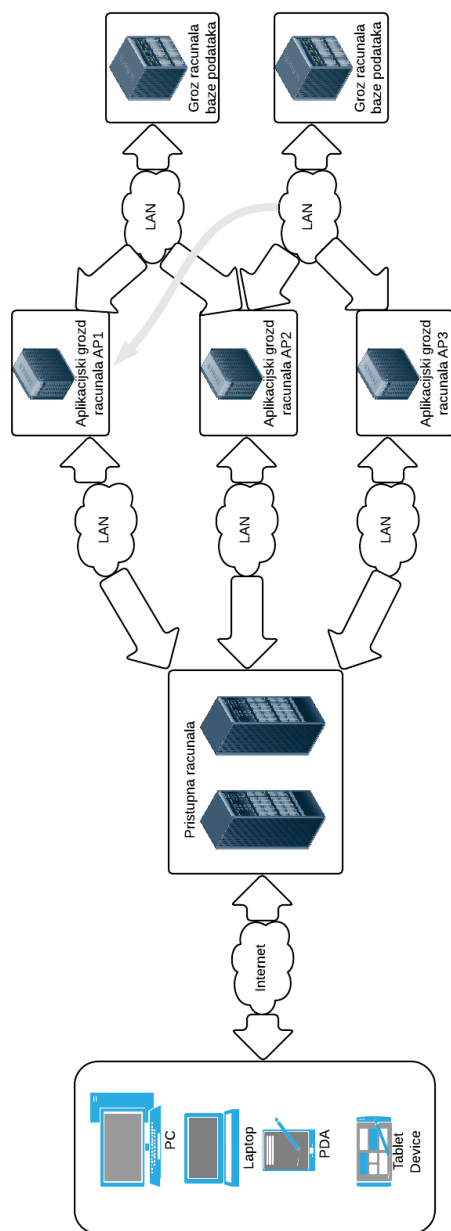 PC
Laptop
PDA
Tablet
Device
Internet
Pristupna racunala
LAN
LAN
LAN
Aplikacijski grozd
racunala AP1
Aplikacijski grozd
racunala AP2
Aplikacijski grozd
racunala AP3
LAN
LAN
Groz racunala
baze podataka
Groz racunala
baze podataka